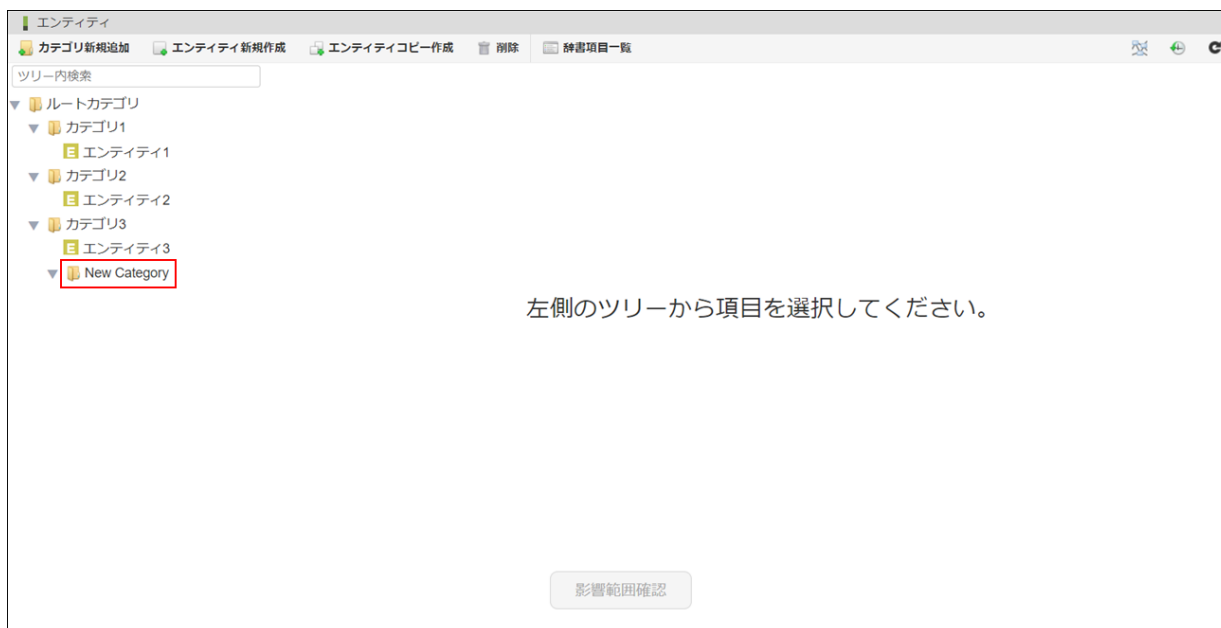 エンティティ
カテゴリ新規追加 エンティティ新規作成 エンティティコピー作成 削除 辞書項目一覧
ツリー内検索
ルートカテゴリ
カテゴリ1
E エンティティ1
カテゴリ2
E エンティティ2
カテゴリ3
E エンティティ3
New Category
左側のツリーから項目を選択してください。
影響範囲確認